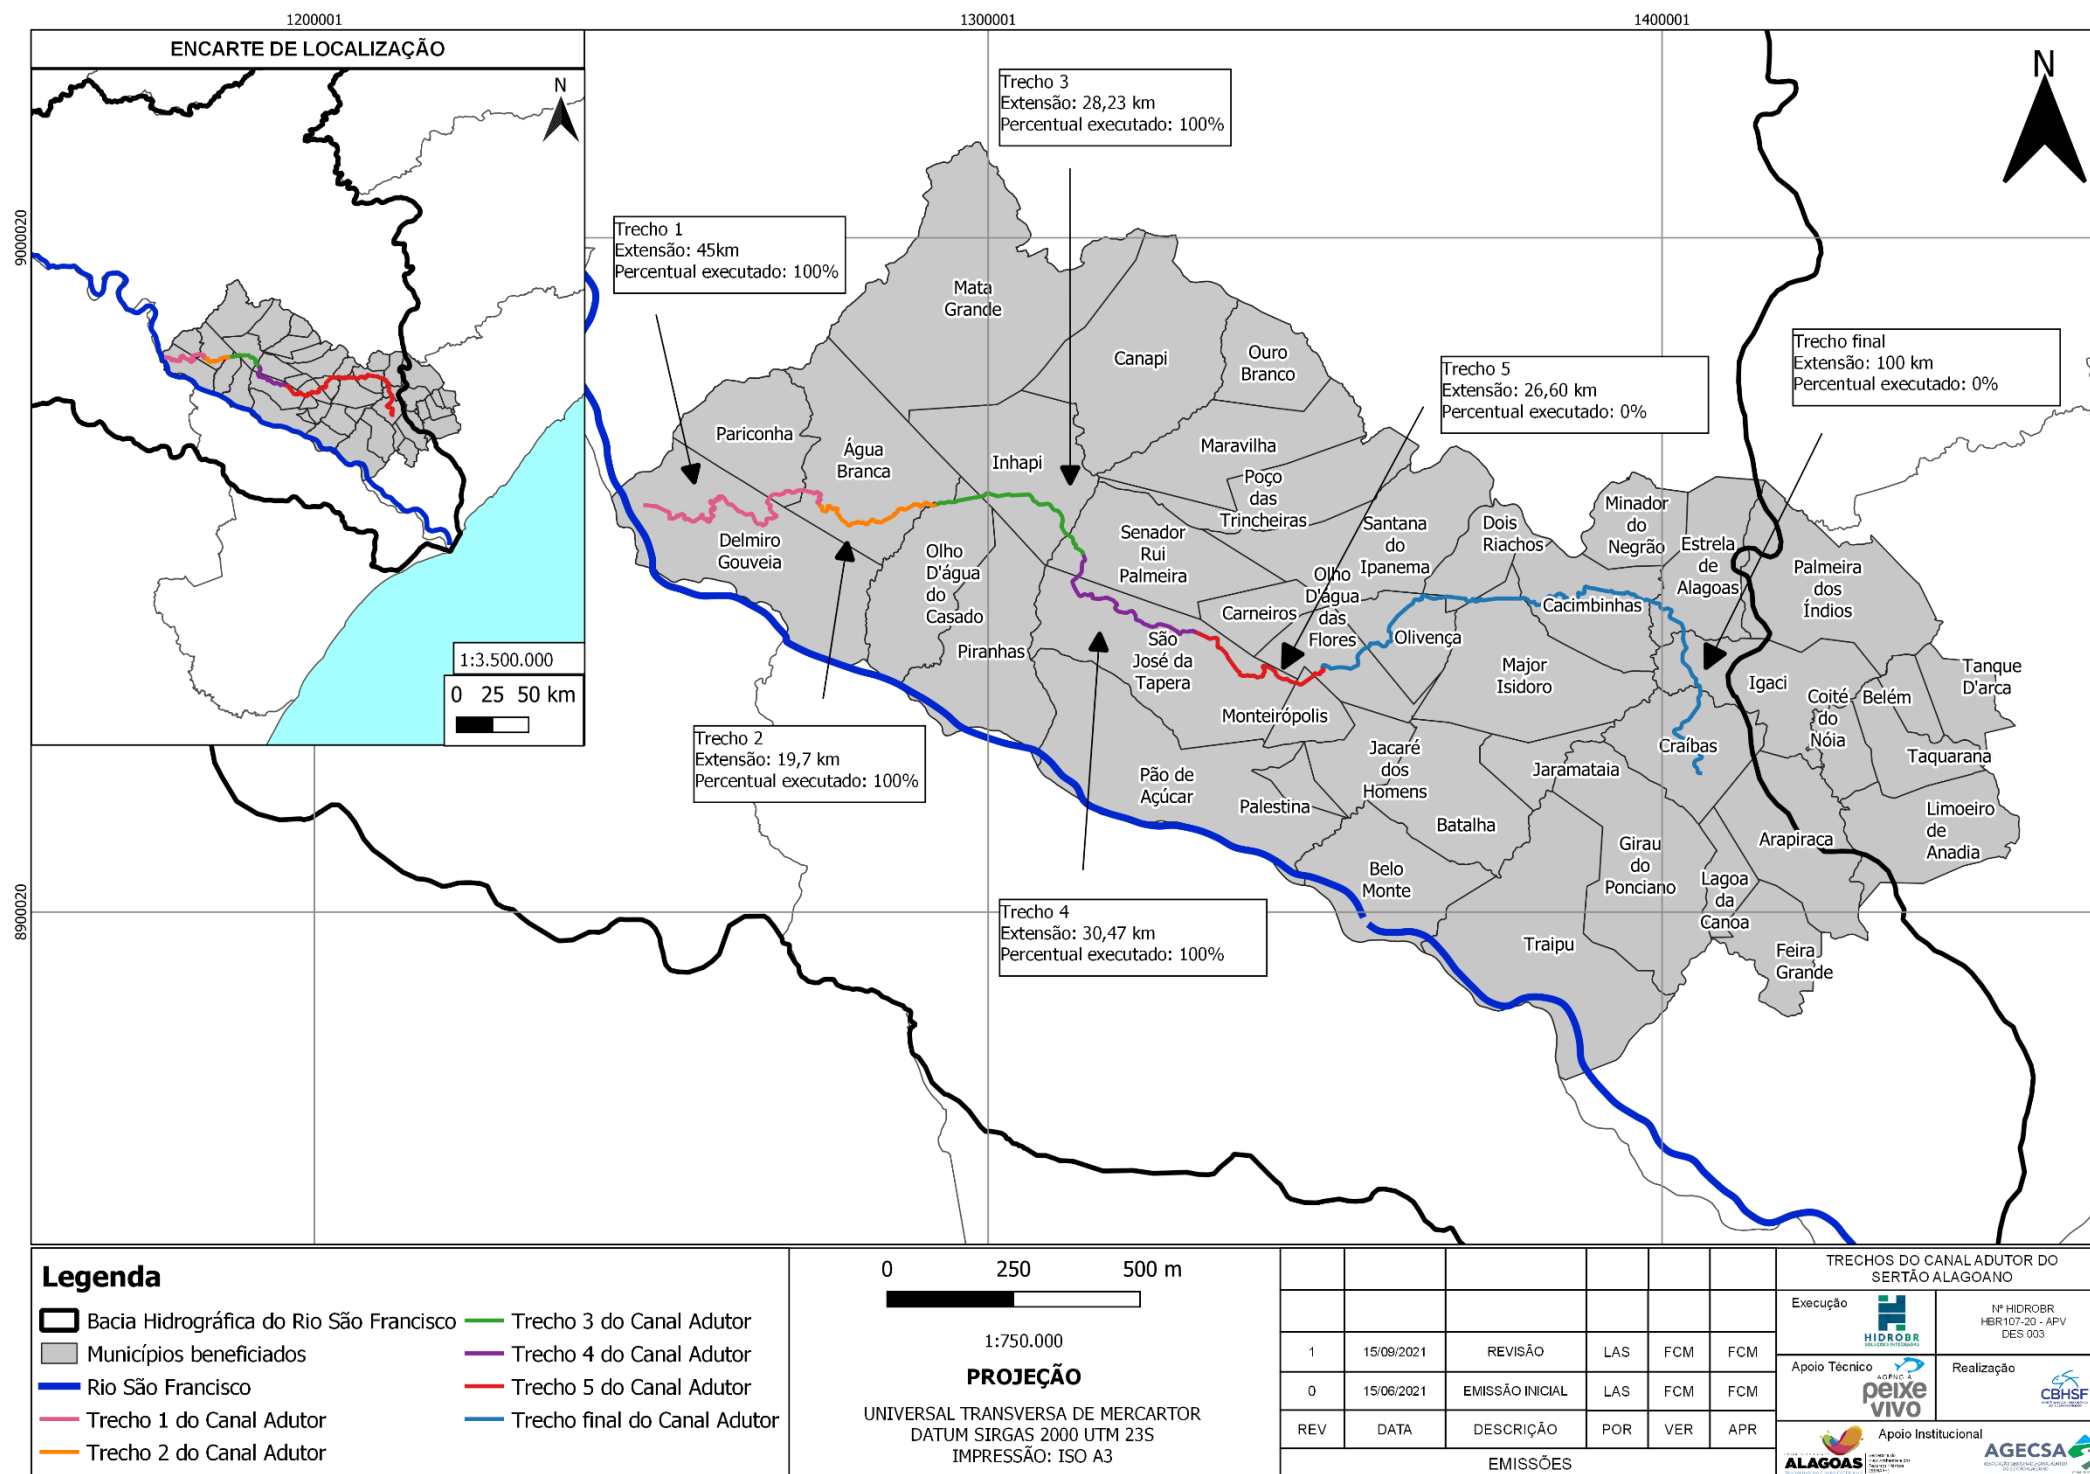 1200001
1300001
1400001
9000020
8900020
ENCARTE DE LOCALIZAÇÃO
N
1:3.500.000
0 25 50 km
N
Trecho 3
Extensão: 28,23 km
Percentual executado: 100%
Trecho 1
Extensão: 45km
Percentual executado: 100%
Trecho final
Extensão: 100 km
Percentual executado: 0%
Trecho 5
Extensão: 26,60 km
Percentual executado: 0%
Trecho 2
Extensão: 19,7 km
Percentual executado: 100%
Trecho 4
Extensão: 30,47 km
Percentual executado: 100%
Mata
Grande
Canapi
Ouro
Branco
Pariconha
Água
Branca
Inhapi
Maravilha
Poço
das
Trincheiras
Delmiro
Gouveia
Olho
D'água
do
Casado
Piranhas
Senador
Rui
Palmeira
Santana
do
Ipanema
Dois
Riachos
Minador
do
Negrão
Estrela
de
Alagoas
Palmeira
dos
Índios
Carneiros
Olho
D'água
das
Flores
Olivença
Cacimbinhas
São
José da
Tapera
Monteirópolis
Major
Isidoro
Igaci
Coité
do
Nóia
Belém
Tanque
D'arca
Taquarana
Craíbas
Jaramataia
Jacaré
dos
Homens
Pão de
Açúcar
Palestina
Batalha
Belo
Monte
Girau
do
Ponciano
Lagoa
da
Canoa
Arapiraca
Limoeiro
de
Anadia
Traipu
Feira
Grande
Legenda
Bacia Hidrográfica do Rio São Francisco
Municípios beneficiados
Rio São Francisco
Trecho 1 do Canal Adutor
Trecho 2 do Canal Adutor
Trecho 3 do Canal Adutor
Trecho 4 do Canal Adutor
Trecho 5 do Canal Adutor
Trecho final do Canal Adutor
0 250 500 m
1:750.000
PROJEÇÃO
UNIVERSAL TRANSVERSA DE MERCARTOR
DATUM SIRGAS 2000 UTM 23S
IMPRESSÃO: ISO A3
1 15/09/2021 REVISÃO LAS FCM FCM
0 15/06/2021 EMISSÃO INICIAL LAS FCM FCM
REV DATA DESCRIÇÃO POR VER APR
EMISSÕES
TRECHOS DO CANAL ADUTOR DO
SERTÃO ALAGOANO
Execução
HIDROBR
SOLUÇÕES INTEGRADAS
Nº HIDROBR
HBR107-20 - APV
DES 003
Apoio Técnico
AGÊNCIA
peixe
vivo
Realização
CBHSF
Apoio Institucional
ALAGOAS
AGECSA